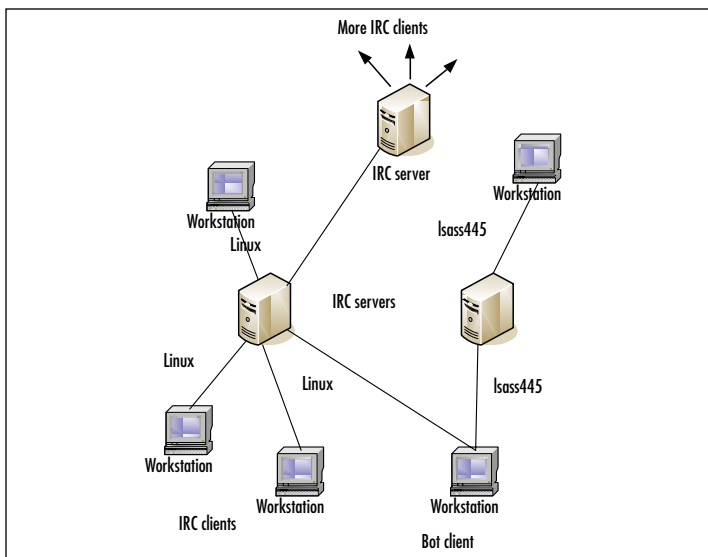 More IRC clients
IRC server
Workstation
Workstation
Linux
lsass445
IRC servers
lsass445
Linux
Linux
Workstation
Workstation
Workstation
IRC clients
Bot client